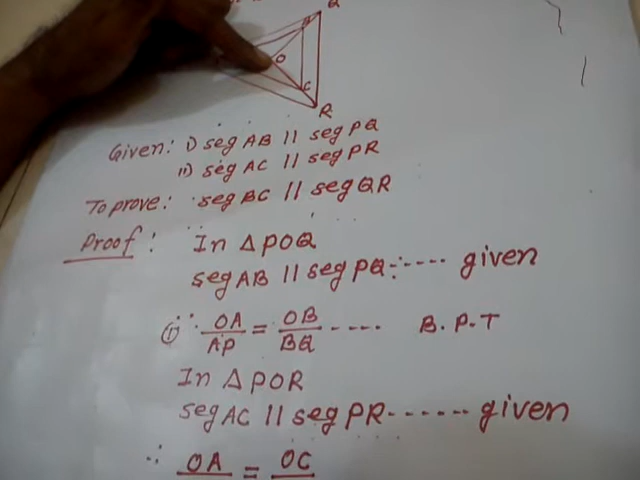 Q
B
O
C
R
Given: i) seg AB || seg PQ
ii) seg AC || seg PR
To prove: seg BC || seg QR
Proof: In △POQ
seg AB || seg PQ ..... given
① ∴ OA/AP = OB/BQ .... B.P.T
In △POR
seg AC || seg PR ...... given
∴ OA = OC